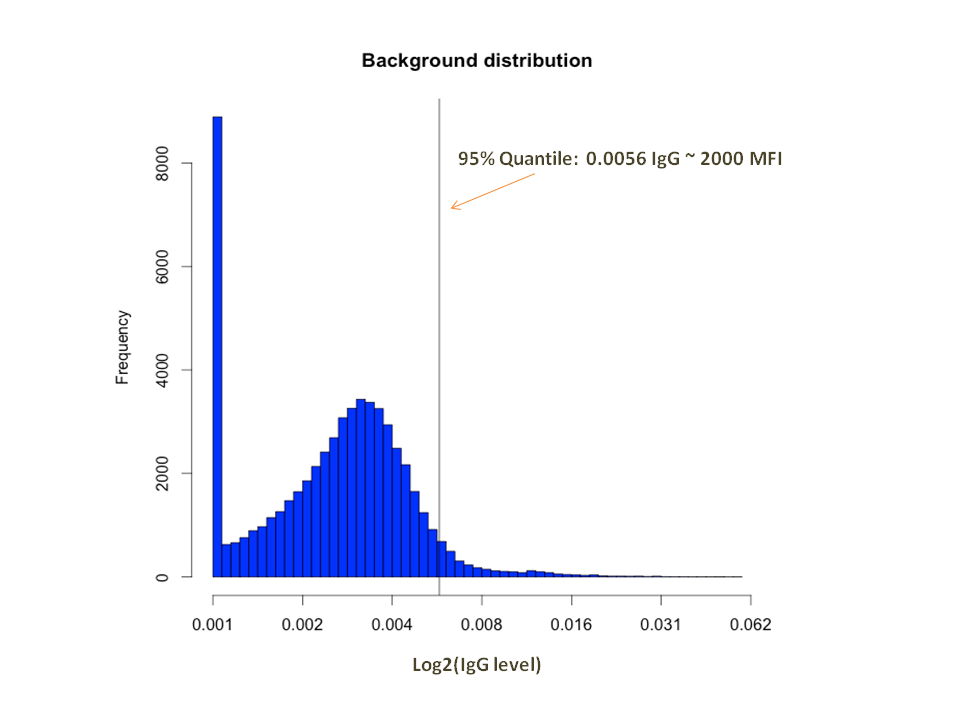 Background distribution
95% Quantile: 0.0056 IgG ~ 2000 MFI
8000
6000
4000
2000
0
Frequency
0.001 0.002 0.004 0.008 0.016 0.031 0.062
Log2(IgG level)